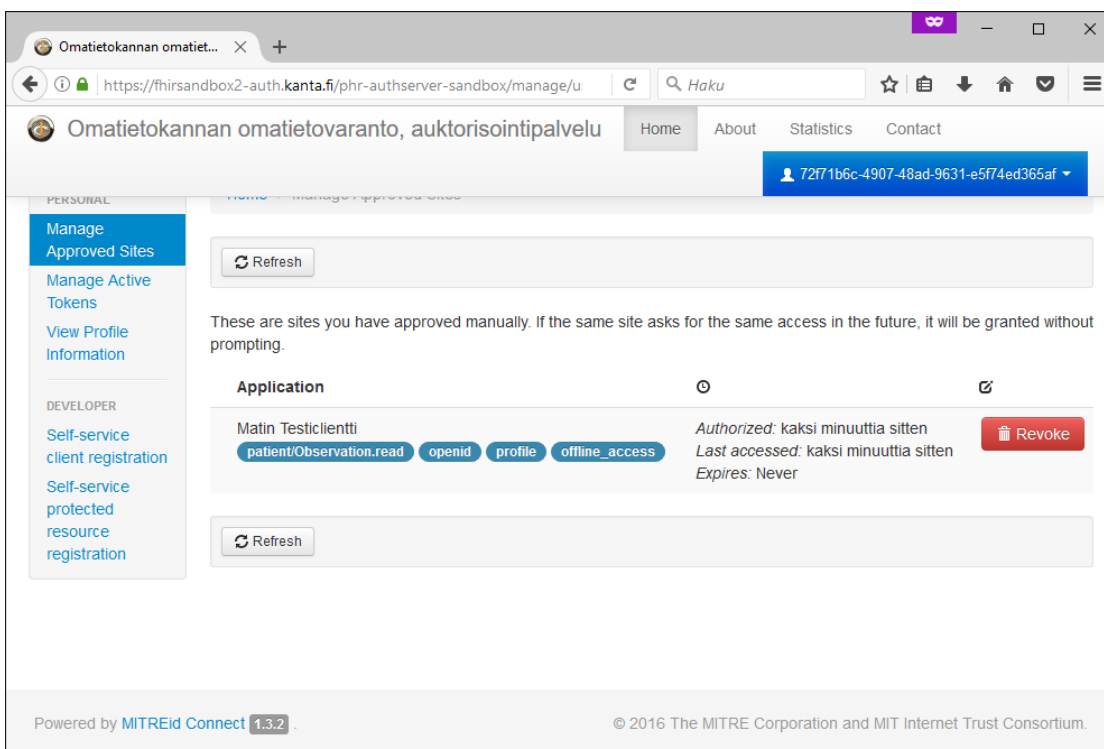 Omatietokannan omatiet...
https://fhirsandbox2-auth.kanta.fi/phr-authserver-sandbox/manage/u
Haku
Omatietokannan omatietovaranto, auktorisointipalvelu
Home About Statistics Contact
72f71b6c-4907-48ad-9631-e5f74ed365af
PERSONAL
Manage
Approved Sites
Manage Active
Tokens
View Profile
Information
DEVELOPER
Self-service
client registration
Self-service
protected
resource
registration
Home Manage Approved Sites
Refresh
These are sites you have approved manually. If the same site asks for the same access in the future, it will be granted without
prompting.
Application
Matin Testiclientti
patient/Observation.read openid profile offline_access
Authorized: kaksi minuuttia sitten
Last accessed: kaksi minuuttia sitten
Expires: Never
Revoke
Refresh
Powered by MITREid Connect 1.3.2 .
© 2016 The MITRE Corporation and MIT Internet Trust Consortium.